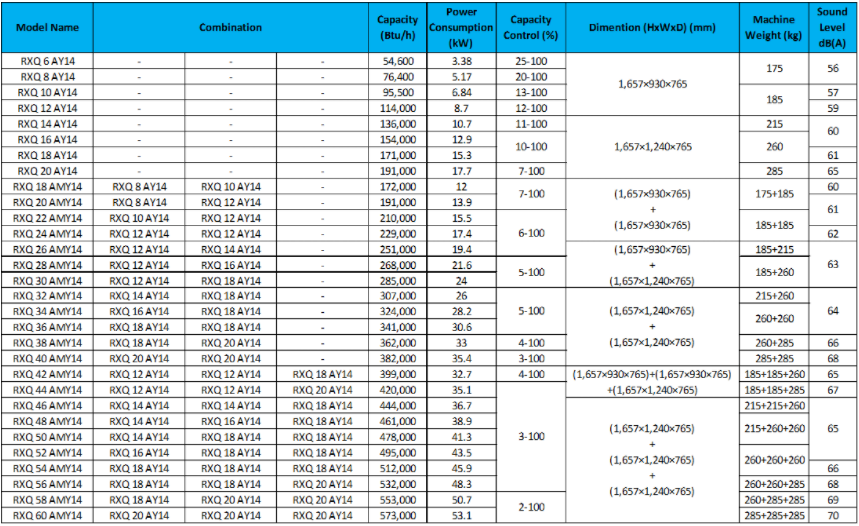 Model Name Combination Capacity (Btu/h) Power Consumption (kW) Capacity Control (%) Dimention (HxWxD) (mm) Machine Weight (kg) Sound Level dB(A)
RXQ 6 AY14 - - - 54,600 3.38 25-100 1,657×930×765 175 56
RXQ 8 AY14 - - - 76,400 5.17 20-100
RXQ 10 AY14 - - - 95,500 6.84 13-100 185 57
RXQ 12 AY14 - - - 114,000 8.7 12-100 59
RXQ 14 AY14 - - - 136,000 10.7 11-100 1,657×1,240×765 215 60
RXQ 16 AY14 - - - 154,000 12.9 10-100 260
RXQ 18 AY14 - - - 171,000 15.3 61
RXQ 20 AY14 - - - 191,000 17.7 7-100 285 65
RXQ 18 AMY14 RXQ 8 AY14 RXQ 10 AY14 - 172,000 12 7-100 (1,657×930×765) + (1,657×930×765) 175+185 60
RXQ 20 AMY14 RXQ 8 AY14 RXQ 12 AY14 - 191,000 13.9 61
RXQ 22 AMY14 RXQ 10 AY14 RXQ 12 AY14 - 210,000 15.5 6-100 185+185
RXQ 24 AMY14 RXQ 12 AY14 RXQ 12 AY14 - 229,000 17.4 62
RXQ 26 AMY14 RXQ 12 AY14 RXQ 14 AY14 - 251,000 19.4 (1,657×930×765) + (1,657×1,240×765) 185+215 63
RXQ 28 AMY14 RXQ 12 AY14 RXQ 16 AY14 - 268,000 21.6 5-100 185+260
RXQ 30 AMY14 RXQ 12 AY14 RXQ 18 AY14 - 285,000 24
RXQ 32 AMY14 RXQ 14 AY14 RXQ 18 AY14 - 307,000 26 5-100 (1,657×1,240×765) + (1,657×1,240×765) 215+260 64
RXQ 34 AMY14 RXQ 16 AY14 RXQ 18 AY14 - 324,000 28.2 260+260
RXQ 36 AMY14 RXQ 18 AY14 RXQ 18 AY14 - 341,000 30.6
RXQ 38 AMY14 RXQ 18 AY14 RXQ 20 AY14 - 362,000 33 4-100 260+285 66
RXQ 40 AMY14 RXQ 20 AY14 RXQ 20 AY14 - 382,000 35.4 3-100 285+285 68
RXQ 42 AMY14 RXQ 12 AY14 RXQ 12 AY14 RXQ 18 AY14 399,000 32.7 4-100 (1,657×930×765)+(1,657×930×765) +(1,657×1,240×765) 185+185+260 65
RXQ 44 AMY14 RXQ 12 AY14 RXQ 12 AY14 RXQ 20 AY14 420,000 35.1 3-100 185+185+285 67
RXQ 46 AMY14 RXQ 14 AY14 RXQ 14 AY14 RXQ 18 AY14 444,000 36.7 (1,657×1,240×765) + (1,657×1,240×765) + (1,657×1,240×765) 215+215+260 65
RXQ 48 AMY14 RXQ 14 AY14 RXQ 16 AY14 RXQ 18 AY14 461,000 38.9 215+260+260
RXQ 50 AMY14 RXQ 14 AY14 RXQ 18 AY14 RXQ 18 AY14 478,000 41.3
RXQ 52 AMY14 RXQ 16 AY14 RXQ 18 AY14 RXQ 18 AY14 495,000 43.5 260+260+260
RXQ 54 AMY14 RXQ 18 AY14 RXQ 18 AY14 RXQ 18 AY14 512,000 45.9 66
RXQ 56 AMY14 RXQ 18 AY14 RXQ 18 AY14 RXQ 20 AY14 532,000 48.3 260+260+285 68
RXQ 58 AMY14 RXQ 18 AY14 RXQ 20 AY14 RXQ 20 AY14 553,000 50.7 2-100 260+285+285 69
RXQ 60 AMY14 RXQ 20 AY14 RXQ 20 AY14 RXQ 20 AY14 573,000 53.1 285+285+285 70